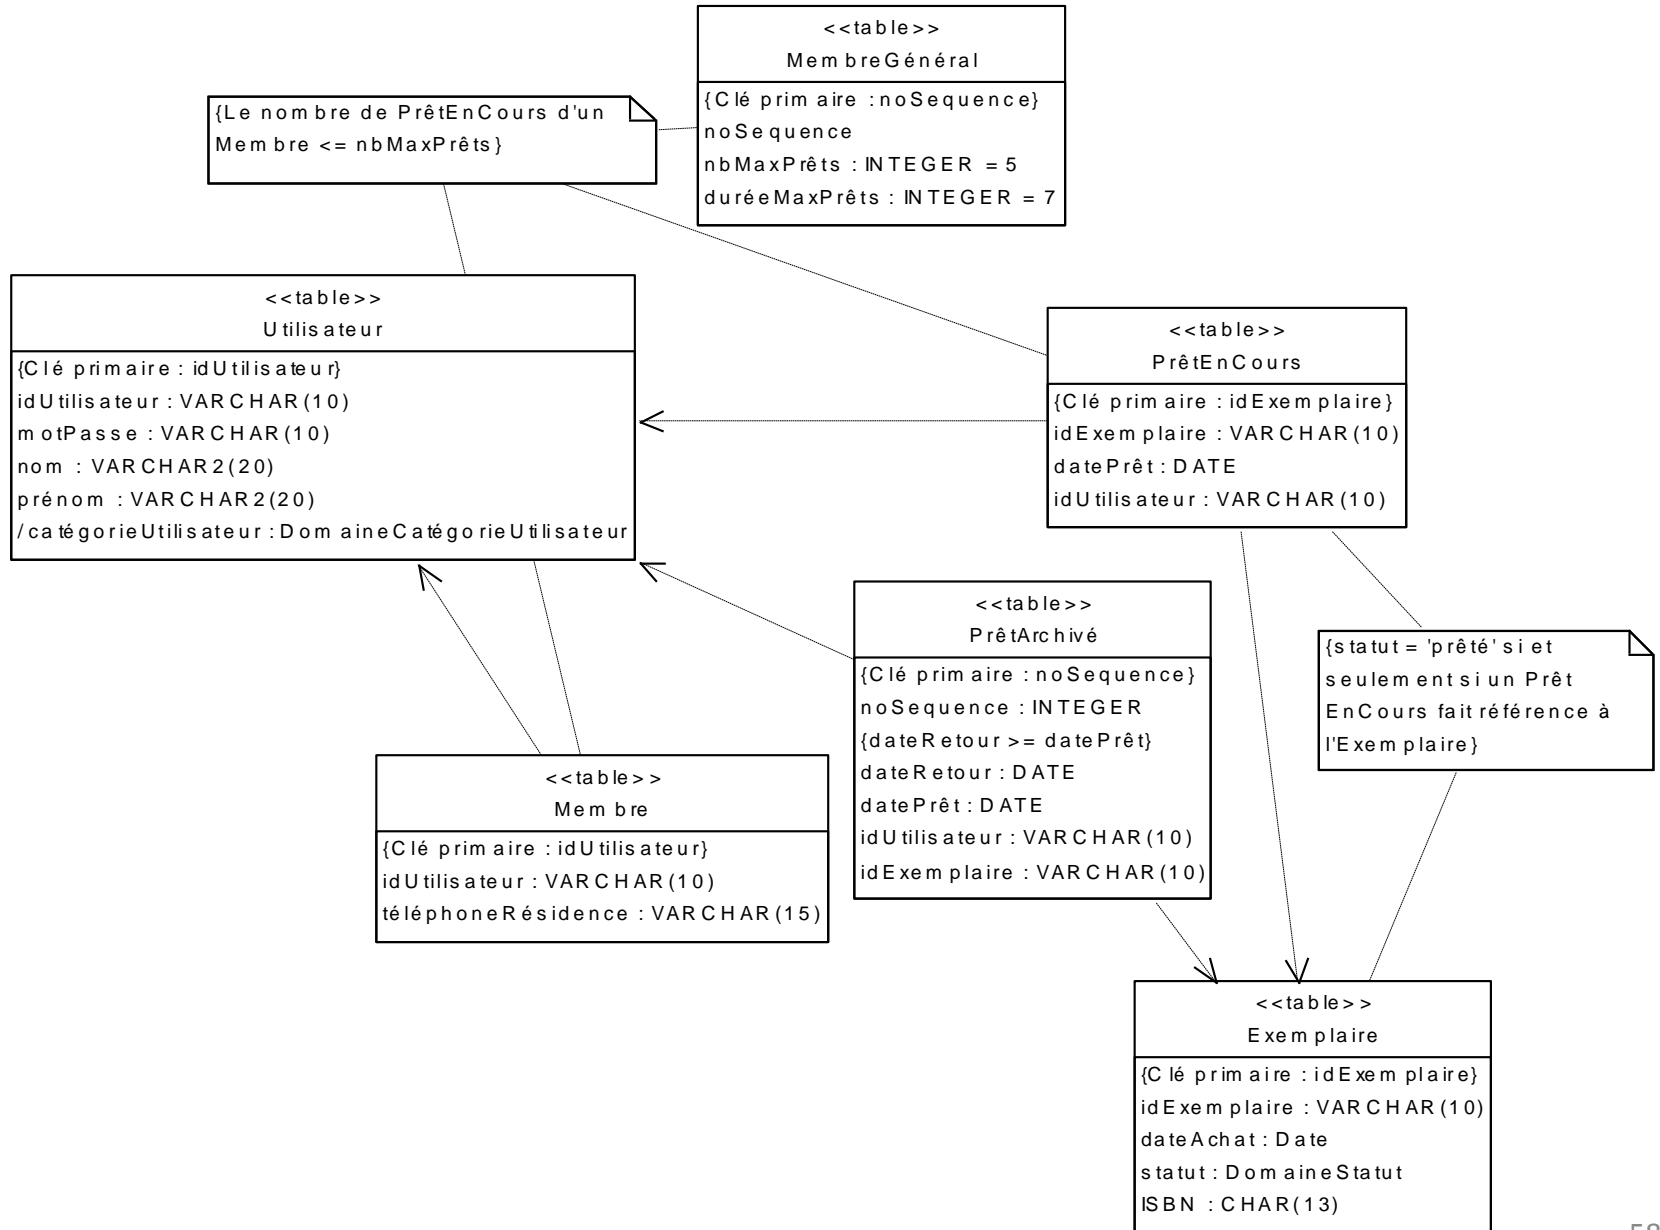 <<table>>
MembreGénéral
{Clé primaire : noSequence}
noSequence
nbMaxPrêts : INTEGER = 5
duréeMaxPrêts : INTEGER = 7
{Le nombre de PrêtEnCours d'un
Membre <= nbMaxPrêts}
<<table>>
Utilisateur
{Clé primaire : idUtilisateur}
idUtilisateur : VARCHAR(10)
motPasse : VARCHAR(10)
nom : VARCHAR2(20)
prénom : VARCHAR2(20)
/catégorieUtilisateur : DomaineCatégorieUtilisateur
<<table>>
PrêtEnCours
{Clé primaire : idExemplaire}
idExemplaire : VARCHAR(10)
datePrêt : DATE
idUtilisateur : VARCHAR(10)
<<table>>
PrêtArchivé
{Clé primaire : noSequence}
noSequence : INTEGER
{dateRetour >= datePrêt}
dateRetour : DATE
datePrêt : DATE
idUtilisateur : VARCHAR(10)
idExemplaire : VARCHAR(10)
{statut = 'prêté' si et
seulement si un Prêt
EnCours fait référence à
l'Exemplaire}
<<table>>
Membre
{Clé primaire : idUtilisateur}
idUtilisateur : VARCHAR(10)
téléphoneRésidence : VARCHAR(15)
<<table>>
Exemplaire
{Clé primaire : idExemplaire}
idExemplaire : VARCHAR(10)
dateAchat : Date
statut : DomaineStatut
ISBN : CHAR(13)